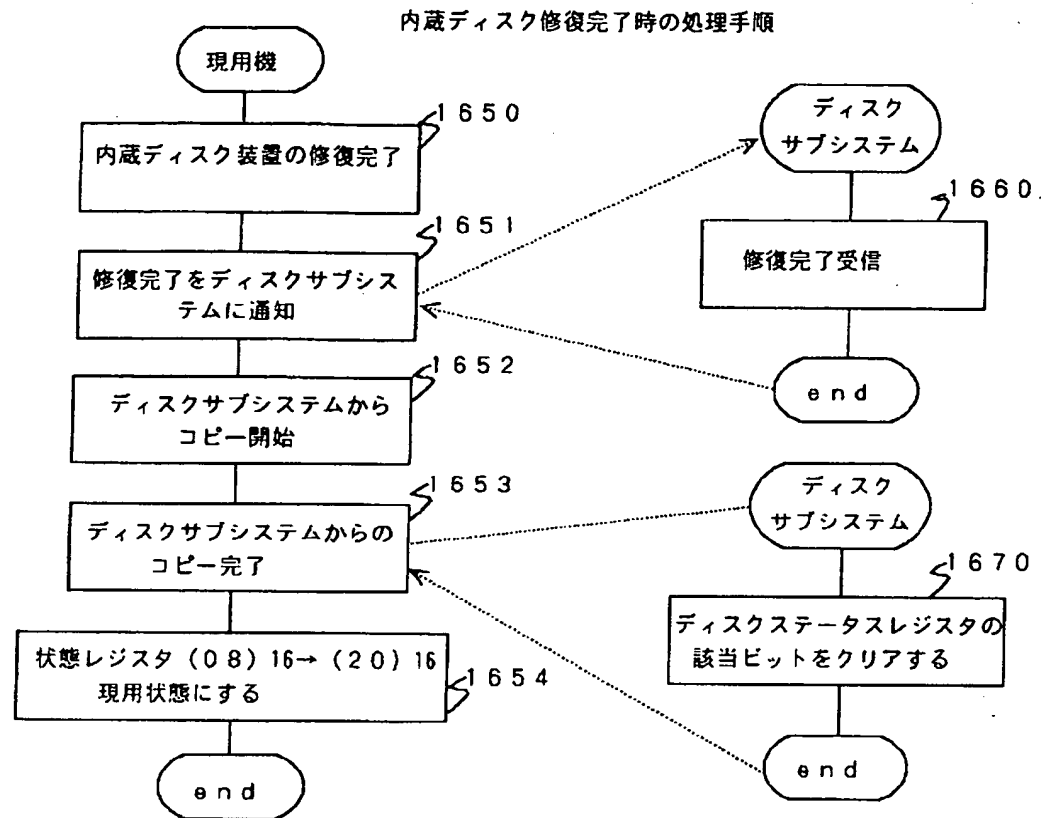 内蔵ディスク修復完了時の処理手順
現用機
1650
内蔵ディスク装置の修復完了
1651
修復完了をディスクサブシス
テムに通知
1652
ディスクサブシステムから
コピー開始
1653
ディスクサブシステムからの
コピー完了
状態レジスタ(08)16→(20)16
現用状態にする
1654
end
ディスク
サブシステム
1660
修復完了受信
end
ディスク
サブシステム
1670
ディスクステータスレジスタの
該当ビットをクリアする
end